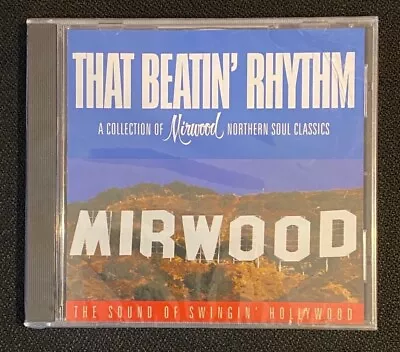 THAT BEATIN' RHYTHM
A COLLECTION OF Mirwood NORTHERN SOUL CLASSICS
MIRWOOD
THE SOUND OF SWINGIN' HOLLYWOOD